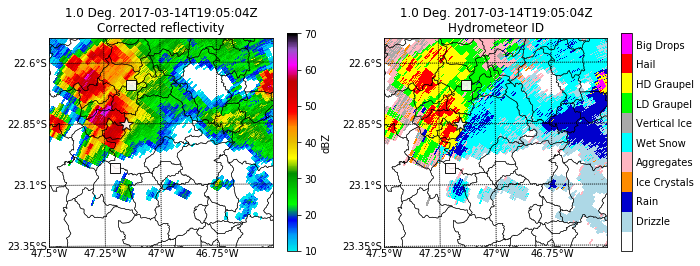 1.0 Deg. 2017-03-14T19:05:04Z
Corrected reflectivity
22.6°S
22.85°S
23.1°S
23.35°S
47.5°W
47.25°W
47.0°W
46.75°W
70
60
50
40
30
20
10
dBZ
1.0 Deg. 2017-03-14T19:05:04Z
Hydrometeor ID
22.6°S
22.85°S
23.1°S
23.35°S
47.5°W
47.25°W
47.0°W
46.75°W
Big Drops
Hail
HD Graupel
LD Graupel
Vertical Ice
Wet Snow
Aggregates
Ice Crystals
Rain
Drizzle